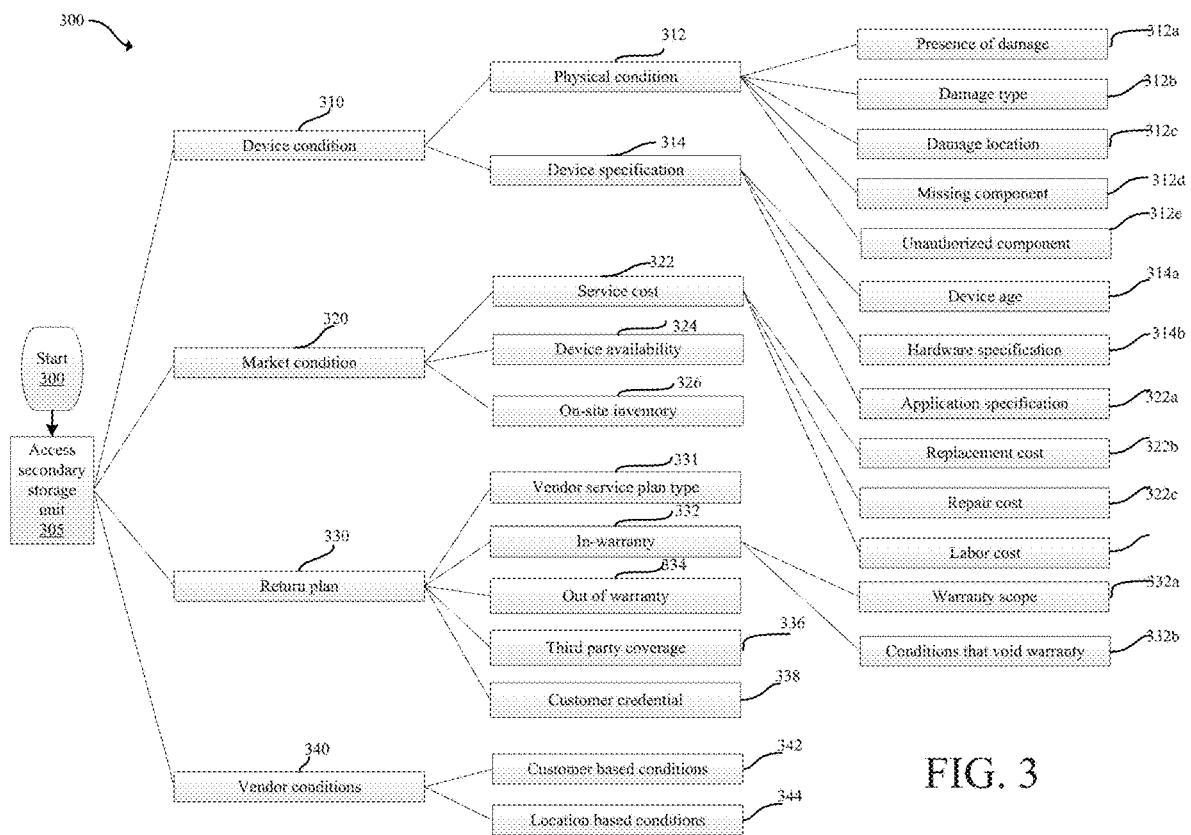 300
312
Physical condition
Presence of damage
312a
Damage type
312b
310
Device condition
Damage location
312c
314
Device specification
Missing component
312d
Unauthorized component
312e
322
Service cost
Device age
314a
320
Market condition
324
Device availability
Hardware specification
314b
Start
300
326
On-site inventory
Application specification
322a
Access
secondary
storage
unit
305
Replacement cost
322b
331
Vendor service plan type
Repair cost
322c
332
In-warranty
Labor cost
330
Return plan
334
Out of warranty
Warranty scope
332a
336
Third party coverage
Conditions that void warranty
332b
338
Customer credential
340
Vendor conditions
342
Customer based conditions
344
Location based conditions
FIG. 3